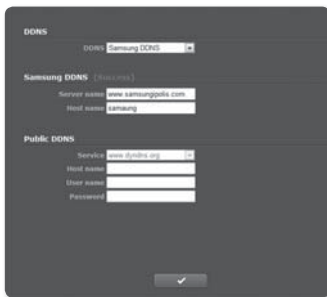 DDNS
DDNS Samsung DDNS
Samsung DDNS (Success)
Server name www.samsungipolis.com
Host name samsung
Public DDNS
Service www.dyndns.org
Host name
User name
Password